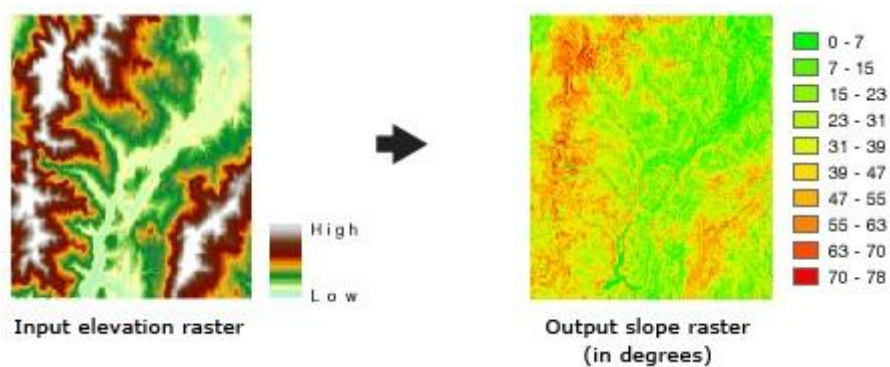 High
Low
Input elevation raster
0 - 7
7 - 15
15 - 23
23 - 31
31 - 39
39 - 47
47 - 55
55 - 63
63 - 70
70 - 78
Output slope raster
(in degrees)